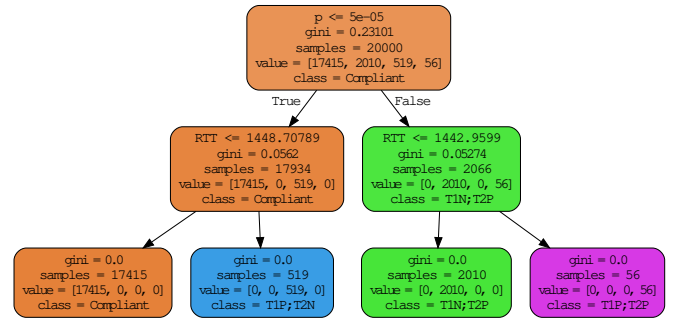 p <= 5e-05
gini = 0.23101
samples = 20000
value = [17415, 2010, 519, 56]
class = Compliant
True
False
RTT <= 1448.70789
gini = 0.0562
samples = 17934
value = [17415, 0, 519, 0]
class = Compliant
RTT <= 1442.9599
gini = 0.05274
samples = 2066
value = [0, 2010, 0, 56]
class = T1N;T2P
gini = 0.0
samples = 17415
value = [17415, 0, 0, 0]
class = Compliant
gini = 0.0
samples = 519
value = [0, 0, 519, 0]
class = T1P;T2N
gini = 0.0
samples = 2010
value = [0, 2010, 0, 0]
class = T1N;T2P
gini = 0.0
samples = 56
value = [0, 0, 0, 56]
class = T1P;T2P